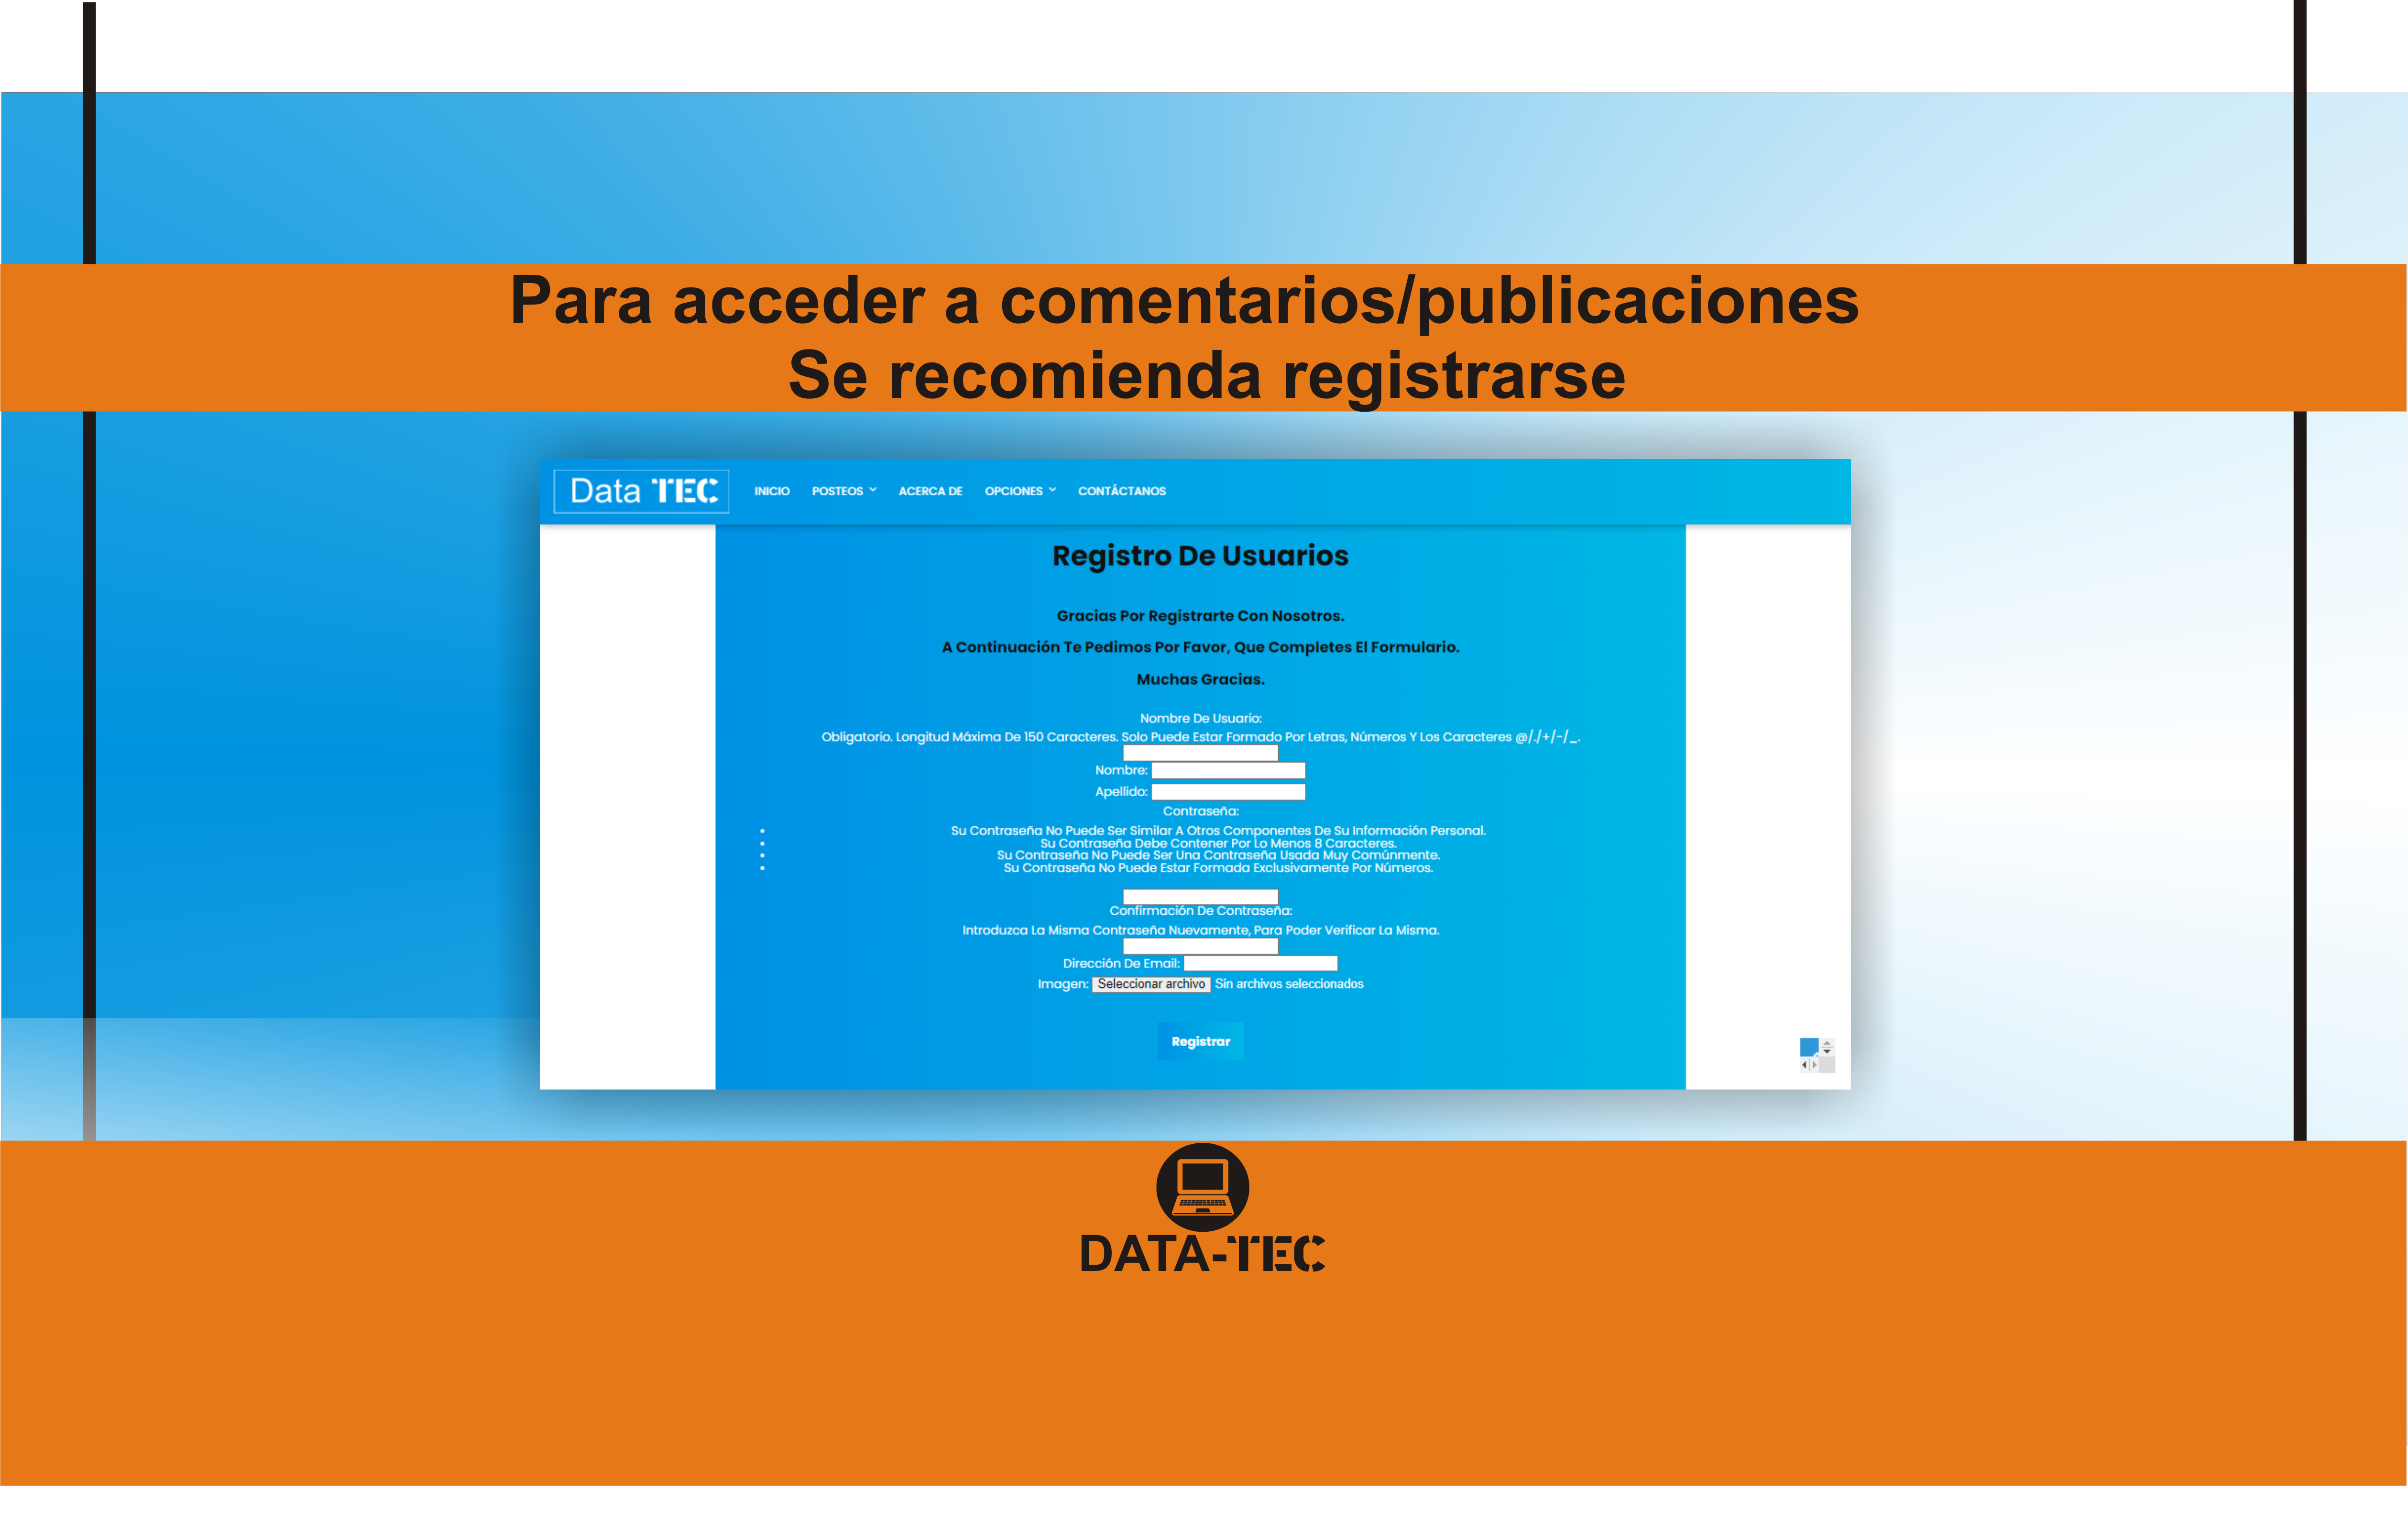 Para acceder a comentarios/publicaciones
Se recomienda registrarse
Data TEC
INICIO POSTEOS ACERCA DE OPCIONES CONTÁCTANOS
Registro De Usuarios
Gracias Por Registrarte Con Nosotros.
A Continuación Te Pedimos Por Favor, Que Completes El Formulario.
Muchas Gracias.
Nombre De Usuario:
Obligatorio. Longitud Máxima De 150 Caracteres. Solo Puede Estar Formado Por Letras, Números Y Los Caracteres @/./+/-/_.
Nombre:
Apellido:
Contraseña:
Su Contraseña No Puede Ser Similar A Otros Componentes De Su Información Personal.
Su Contraseña Debe Contener Por Lo Menos 8 Caracteres.
Su Contraseña No Puede Ser Una Contraseña Usada Muy Comúnmente.
Su Contraseña No Puede Estar Formada Exclusivamente Por Números.
Confirmación De Contraseña:
Introduzca La Misma Contraseña Nuevamente, Para Poder Verificar La Misma.
Dirección De Email:
Imagen: Seleccionar archivo Sin archivos seleccionados
Registrar
DATA-TEC